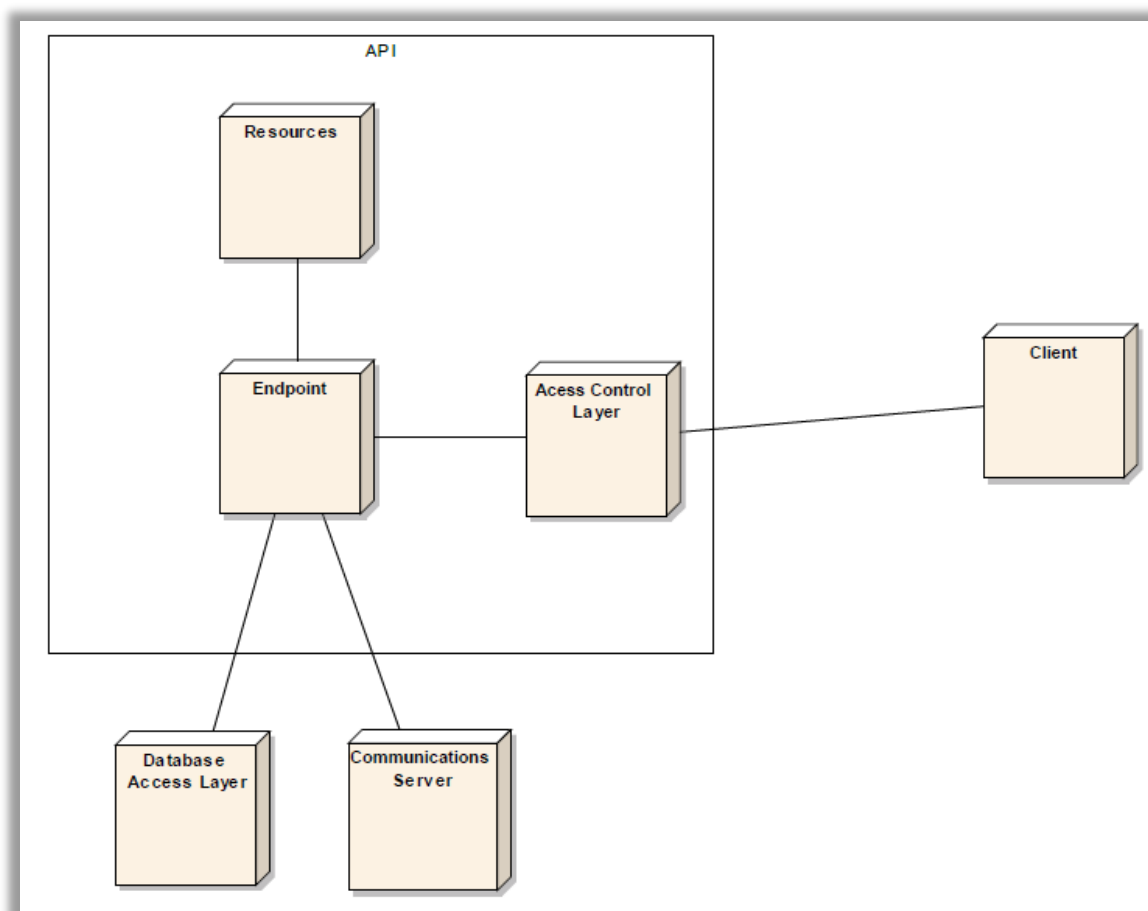 API
Resources
Endpoint
Acess Control
Layer
Client
Database
Access Layer
Communications
Server